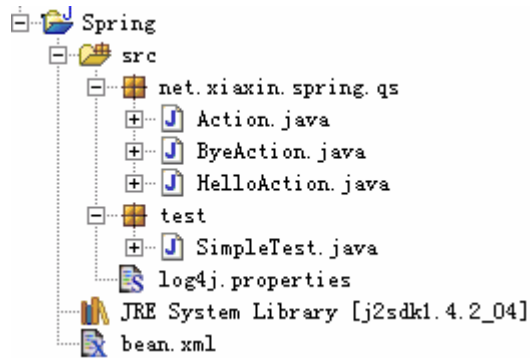 Spring
src
net.xiaxin.spring.qs
Action.java
ByeAction.java
HelloAction.java
test
SimpleTest.java
log4j.properties
JRE System Library [j2sdk1.4.2_04]
bean.xml